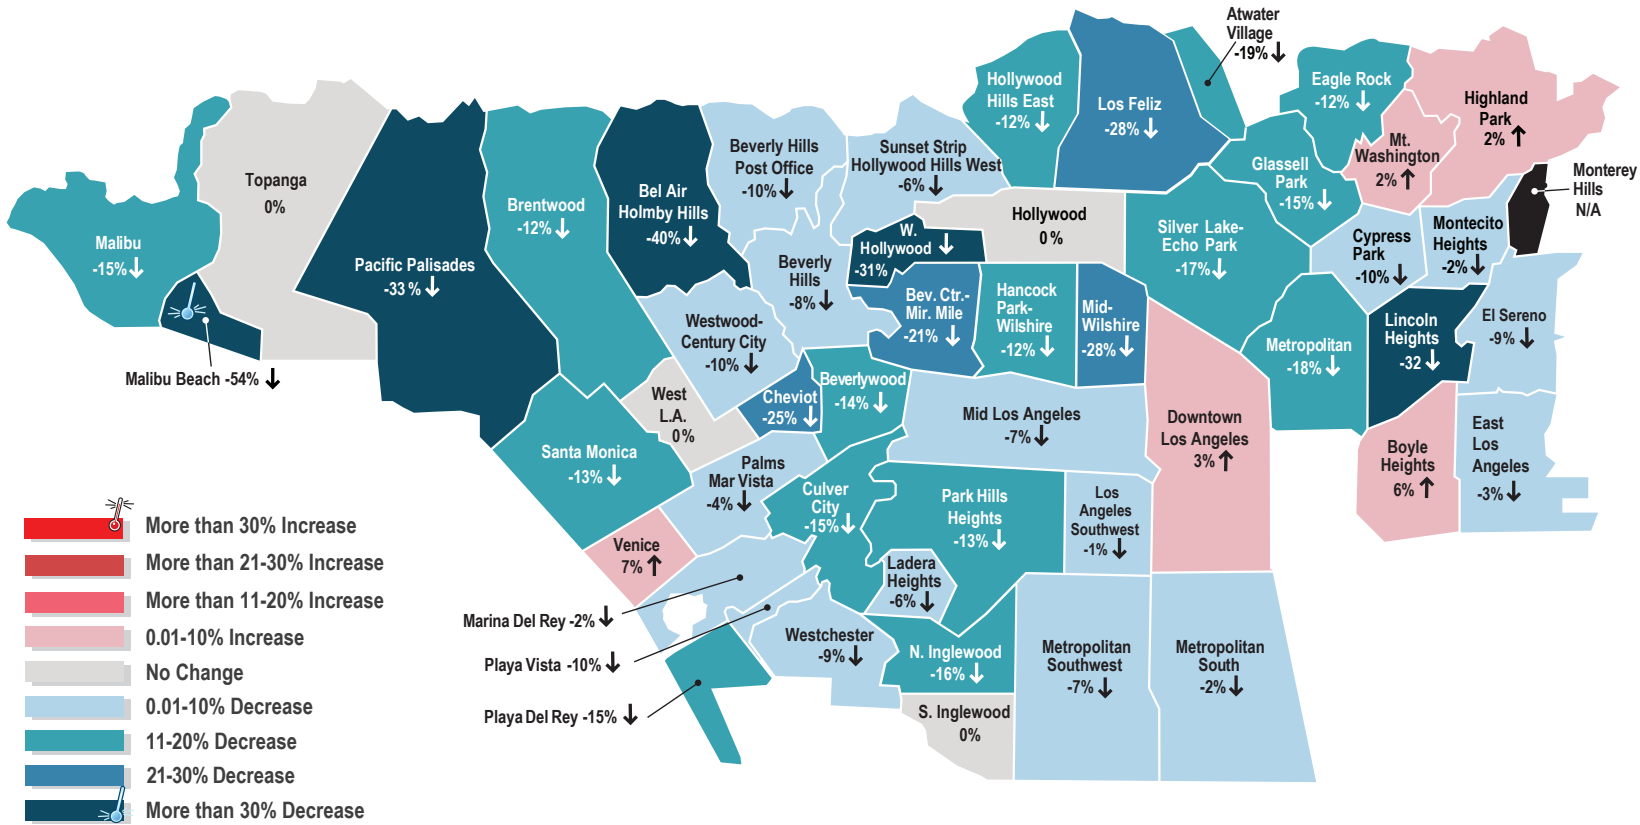 Atwater
Village
-19%
Hollywood
Hills East
-12%
Los Feliz
-28%
Eagle Rock
-12%
Highland
Park
2%
Mt.
Washington
2%
Glassell
Park
-15%
Monterey
Hills
N/A
Topanga
0%
Beverly Hills
Post Office
-10%
Sunset Strip
Hollywood Hills West
-6%
Bel Air
Holmby Hills
-40%
Brentwood
-12%
Malibu
-15%
Pacific Palisades
-33 %
Malibu Beach -54%
Hollywood
0 %
W.
Hollywood
-31%
Beverly
Hills
-8%
Silver Lake-
Echo Park
-17%
Cypress
Park
-10%
Montecito
Heights
-2%
Bev. Ctr.-
Mir. Mile
-21%
Hancock
Park-
Wilshire
-12%
Mid-
Wilshire
-28%
Westwood-
Century City
-10%
Metropolitan
-18%
Lincoln
Heights
-32
El Sereno
-9%
West
L.A.
0 %
Cheviot
-25%
Beverlywood
-14%
Mid Los Angeles
-7%
Downtown
Los Angeles
3%
Boyle
Heights
6%
East
Los
Angeles
-3%
Santa Monica
-13%
Palms
Mar Vista
-4%
Culver
City
-15%
Park Hills
Heights
-13%
Los
Angeles
Southwest
-1%
Venice
7%
Ladera
Heights
-6%
Marina Del Rey -2%
Playa Vista -10%
Playa Del Rey -15%
Westchester
-9%
N. Inglewood
-16%
S. Inglewood
0%
Metropolitan
Southwest
-7%
Metropolitan
South
-2%
More than 30% Increase
More than 21-30% Increase
More than 11-20% Increase
0.01-10% Increase
No Change
0.01-10% Decrease
11-20% Decrease
21-30% Decrease
More than 30% Decrease